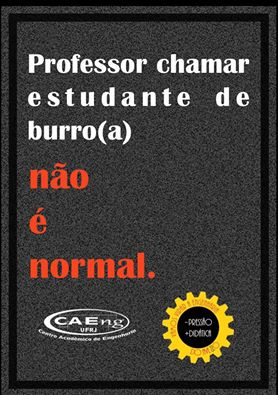 Professor chamar
estudante de
burro(a)
não
é
normal.
CAEng
UFRJ
Centro Acadêmico de Engenharia
-PRESSÃO
+DIDÁTICA